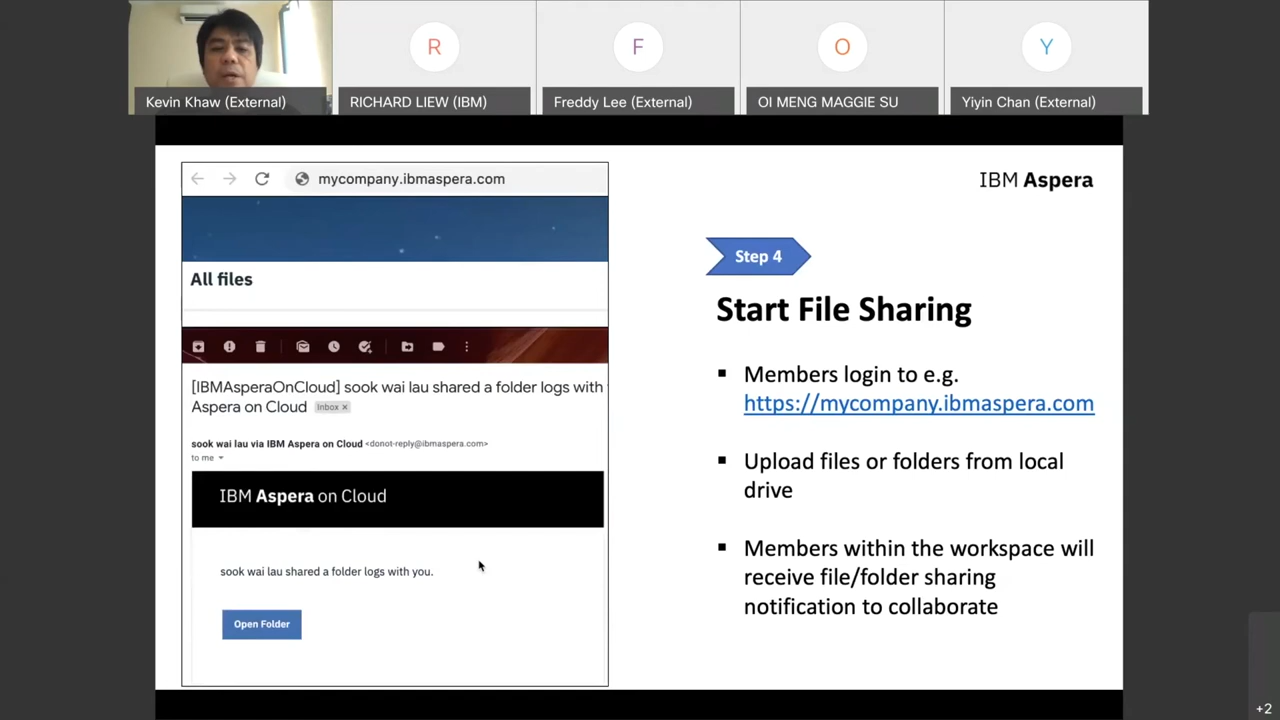 R
F
O
Y
Kevin Khaw (External)
RICHARD LIEW (IBM)
Freddy Lee (External)
OI MENG MAGGIE SU
Yiyin Chan (External)
mycompany.ibmaspera.com
All files
[IBMAsperaOnCloud] sook wai lau shared a folder logs with
Aspera on Cloud Inbox x
sook wai lau via IBM Aspera on Cloud <donot-reply@ibmaspera.com>
to me
IBM Aspera on Cloud
sook wai lau shared a folder logs with you.
Open Folder
IBM Aspera
Step 4
Start File Sharing
▪ Members login to e.g.
https://mycompany.ibmaspera.com
▪ Upload files or folders from local
drive
▪ Members within the workspace will
receive file/folder sharing
notification to collaborate
+2